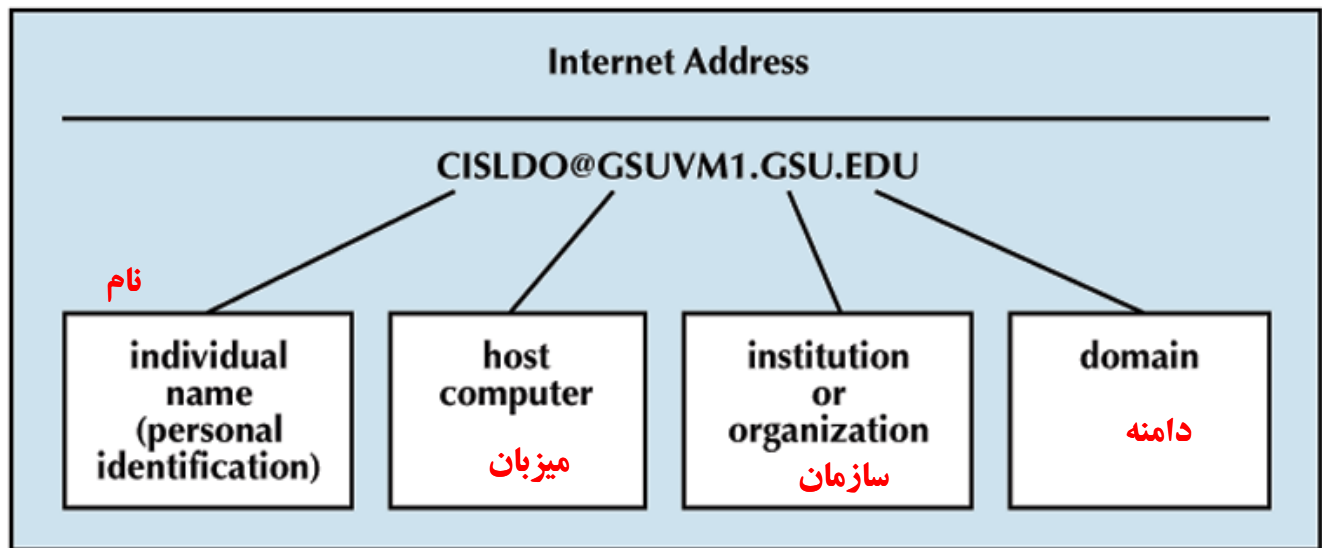 Internet Address
CISLDO@GSUVM1.GSU.EDU
نام
individual
name
(personal
identification)
host
computer
میزبان
institution
or
organization
سازمان
domain
دامنه